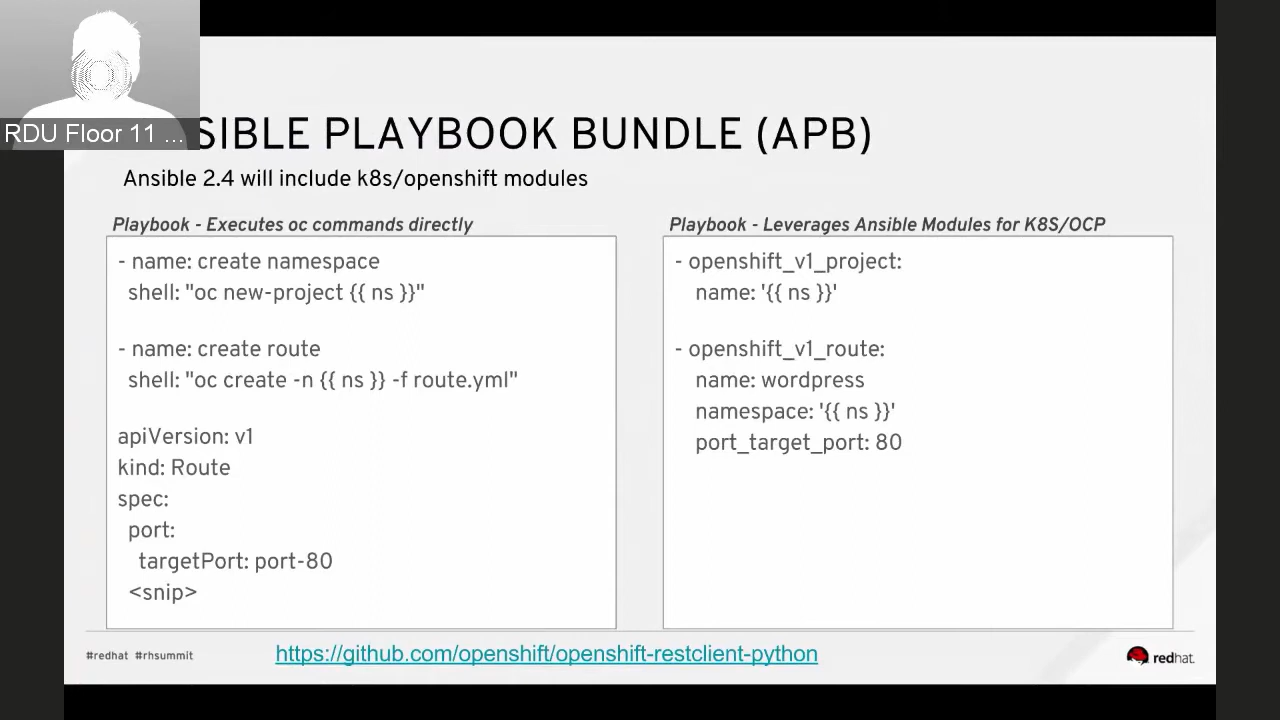 RDU Floor 11 ...
SIBLE PLAYBOOK BUNDLE (APB)
Ansible 2.4 will include k8s/openshift modules
Playbook - Executes oc commands directly
- name: create namespace
shell: "oc new-project {{ ns }}"
- name: create route
shell: "oc create -n {{ ns }} -f route.yml"
apiVersion: v1
kind: Route
spec:
port:
targetPort: port-80
<snip>
Playbook - Leverages Ansible Modules for K8S/OCP
- openshift_v1_project:
name: '{{ ns }}'
- openshift_v1_route:
name: wordpress
namespace: '{{ ns }}'
port_target_port: 80
#redhat #rhsummit
https://github.com/openshift/openshift-restclient-python
redhat.